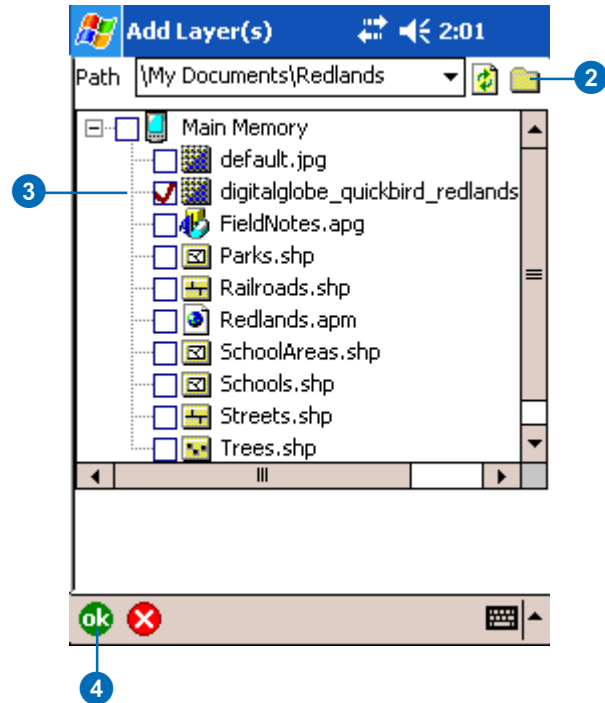 Add Layer(s) 2:01
Path \My Documents\Redlands
2
Main Memory
default.jpg
3
digitalglobe_quickbird_redlands
FieldNotes.apg
Parks.shp
Railroads.shp
Redlands.apm
SchoolAreas.shp
Schools.shp
Streets.shp
Trees.shp
ok
4